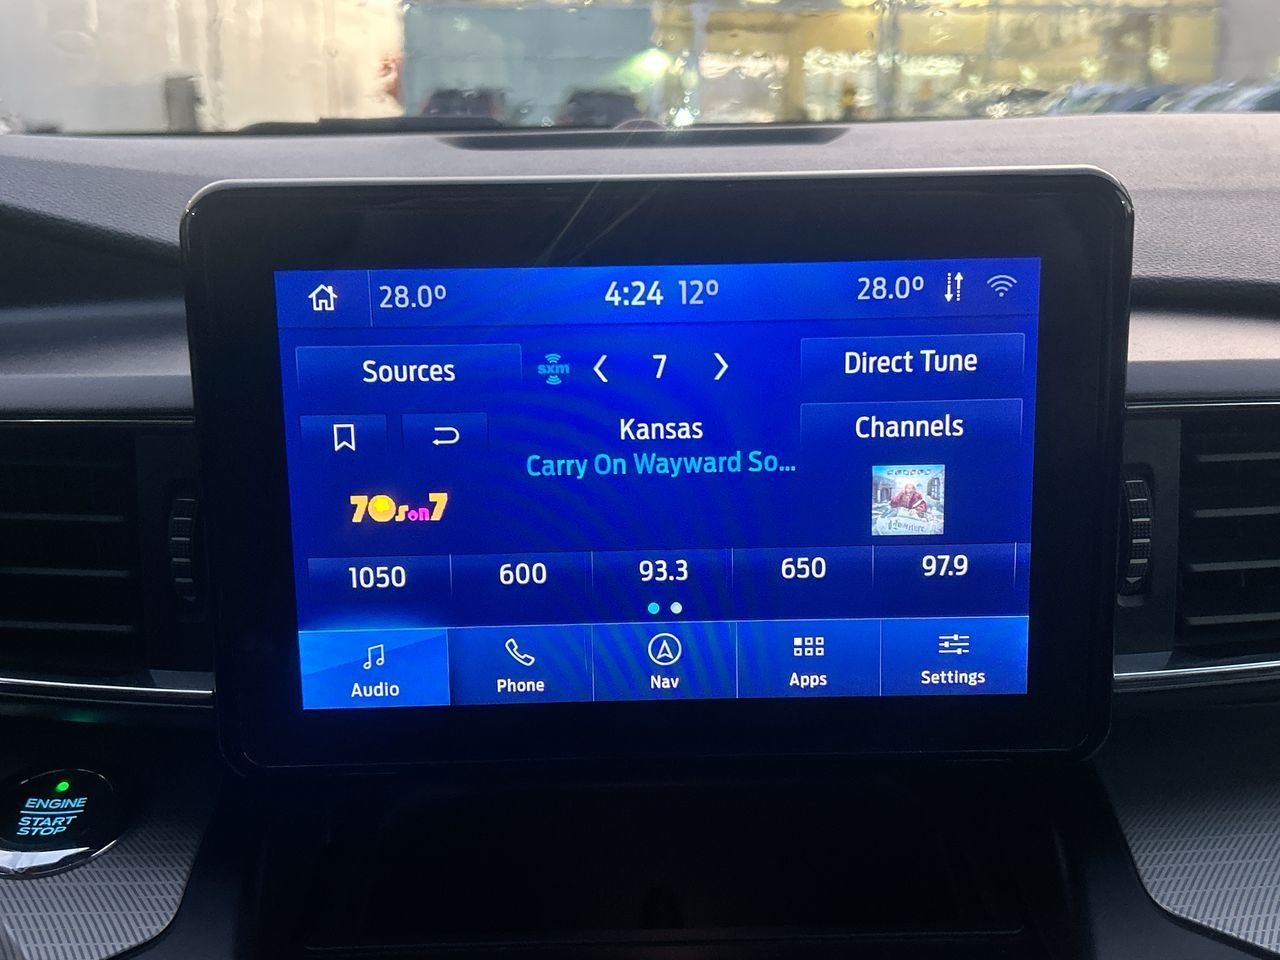 28.0°
4:24 12°
28.0°
Sources
sxm
7
Direct Tune
Kansas
Channels
Carry On Wayward So...
70s on 7
1050
600
93.3
650
97.9
Audio
Phone
Nav
Apps
Settings
ENGINE
START
STOP